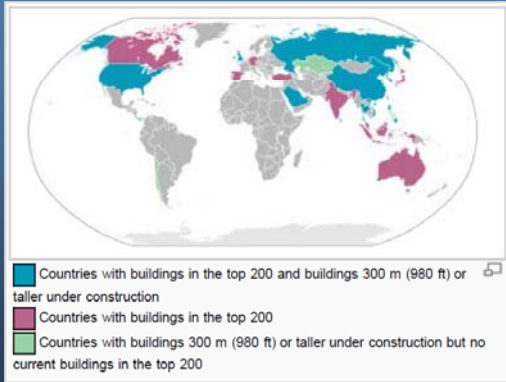 Countries with buildings in the top 200 and buildings 300 m (980 ft) or
taller under construction
Countries with buildings in the top 200
Countries with buildings 300 m (980 ft) or taller under construction but no
current buildings in the top 200